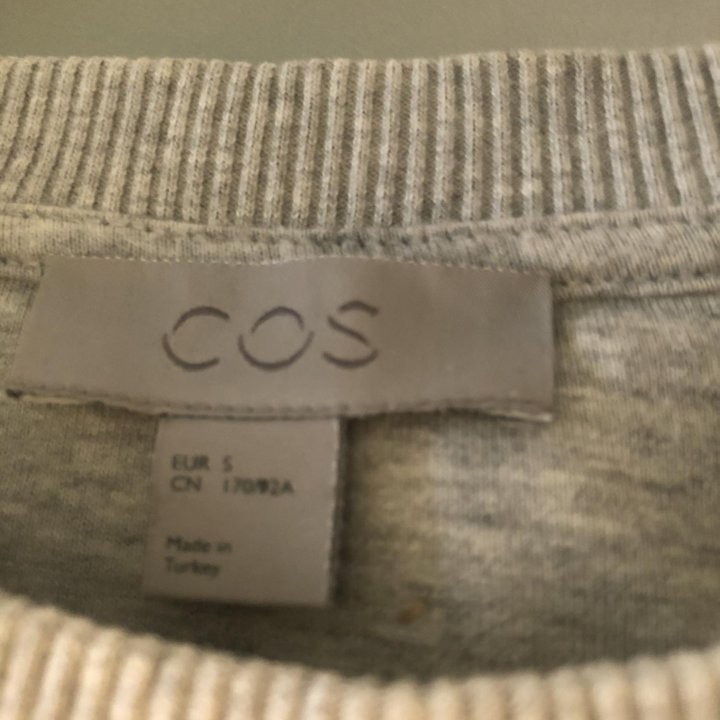 COS
EUR S
CN 170/92A
Made in
Turkey